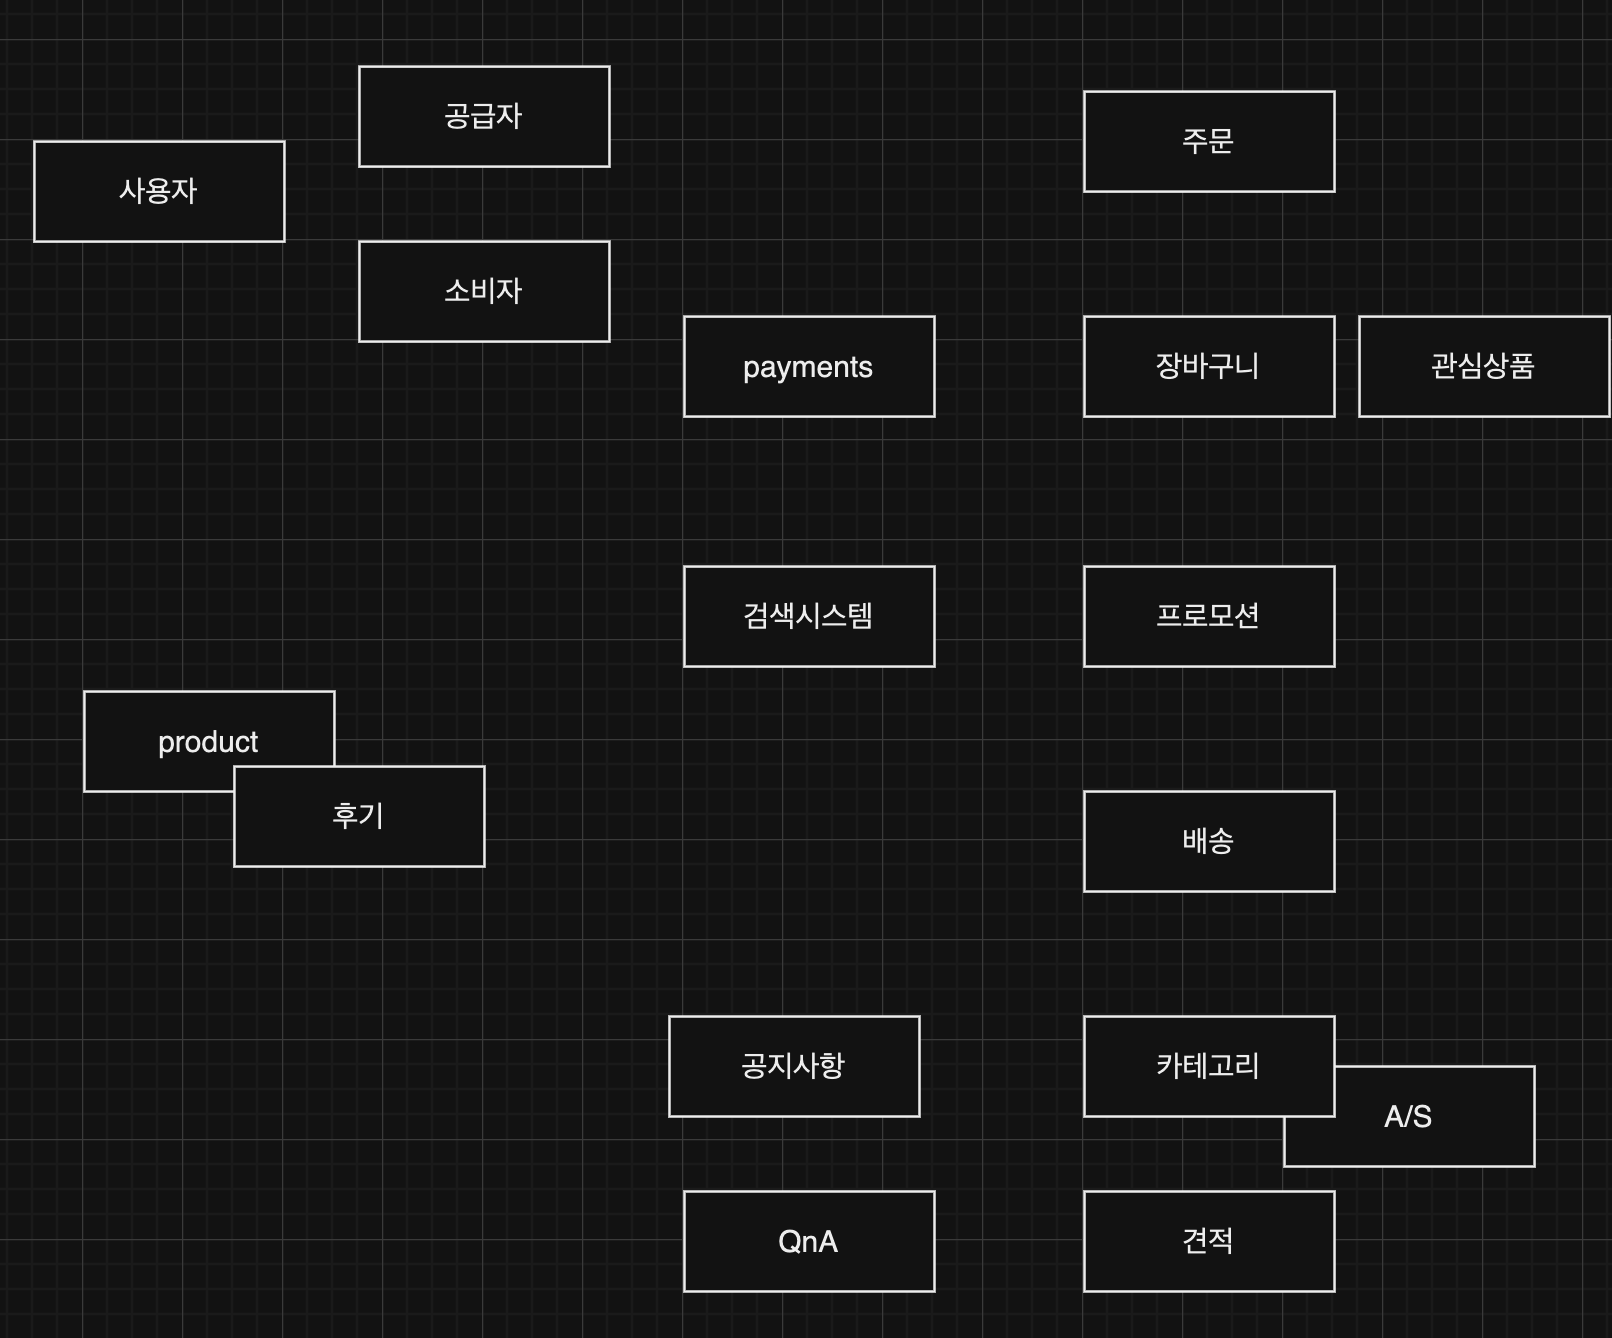 공급자
주문
사용자
소비자
payments
장바구니
관심상품
검색시스템
프로모션
product
후기
배송
공지사항
카테고리
A/S
QnA
견적